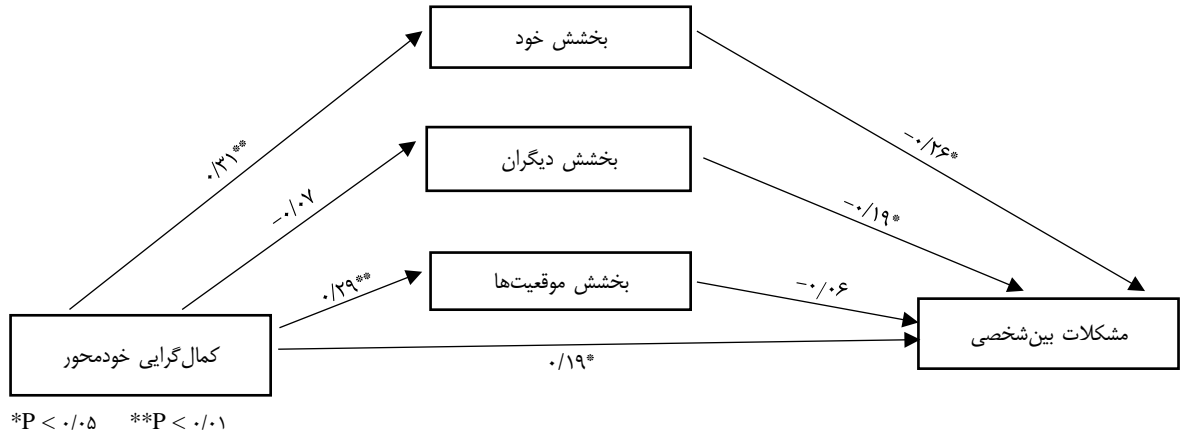 بخشش خود
۰/۳۱**
-۰/۲۶*
بخشش دیگران
-۰/۰۷
-۰/۱۹*
بخشش موقعیت‌ها
۰/۲۹**
-۰/۰۶
مشکلات بین‌شخصی
کمال‌گرایی خودمحور
۰/۱۹*
*P < ۰/۰۵ **P < ۰/۰۱